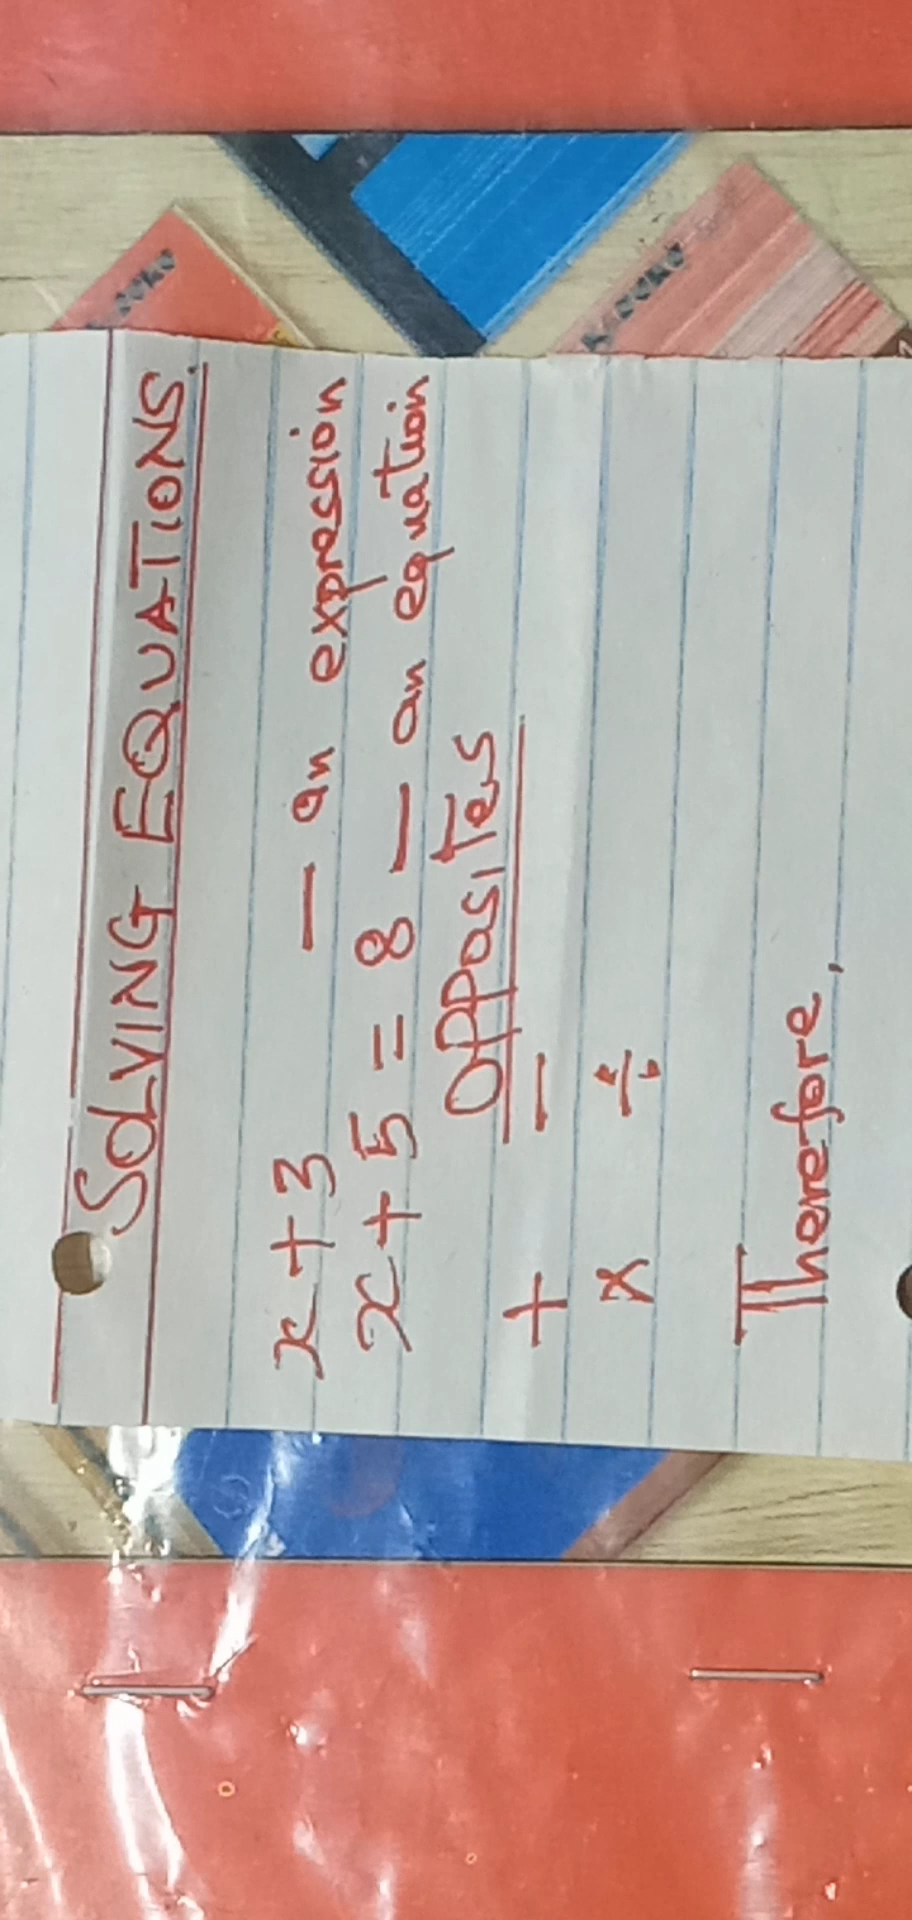 SOLVING EQUATIONS.
x + 3 — an expression
x + 5 = 8 — an equation
OPPOSITES
+ −
× ÷
Therefore,